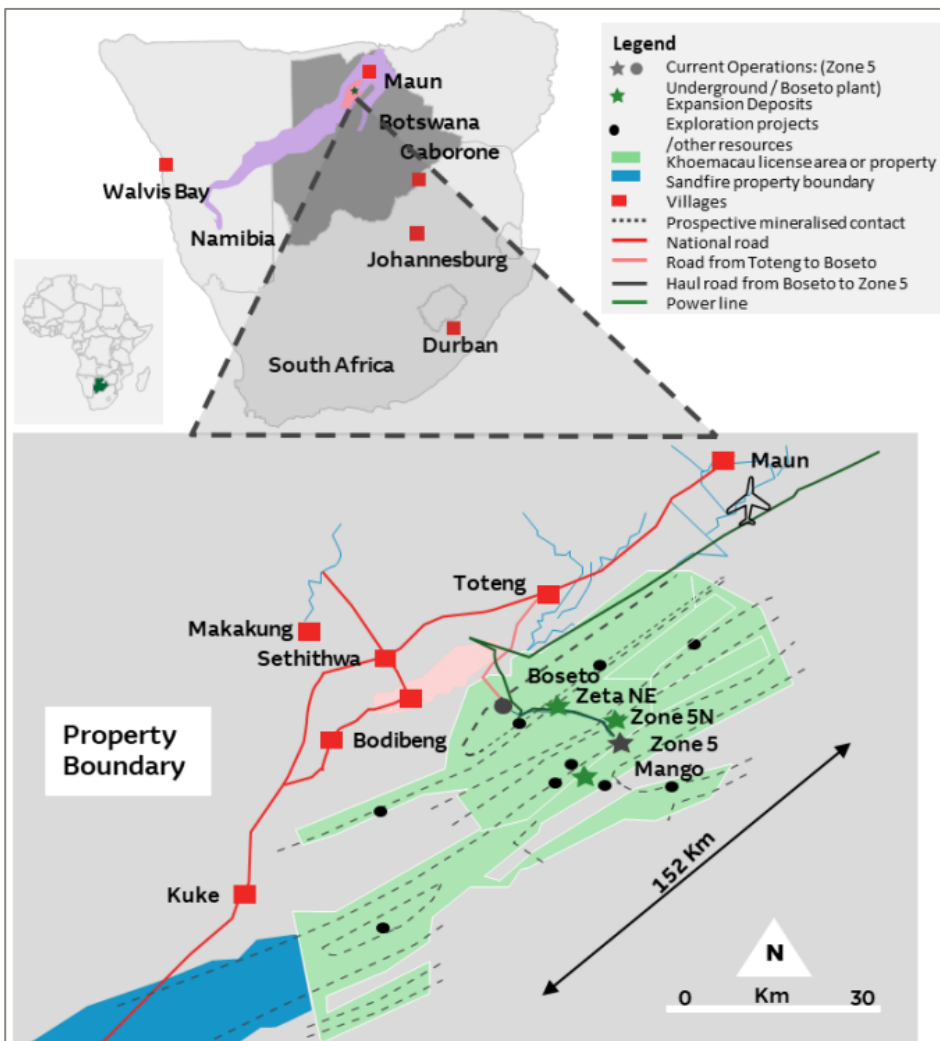 Maun
Botswana
Gaborone
Walvis Bay
Namibia
Johannesburg
Durban
South Africa
Legend
Current Operations: (Zone 5
Underground / Boseto plant)
Expansion Deposits
Exploration projects
/other resources
Khoemacau license area or property
Sandfire property boundary
Villages
Prospective mineralised contact
National road
Road from Toteng to Boseto
Haul road from Boseto to Zone 5
Power line
Maun
Toteng
Makakung
Sethithwa
Boseto
Zeta NE
Zone 5N
Zone 5
Mango
Bodibeng
Property
Boundary
152 Km
Kuke
N
0 Km 30